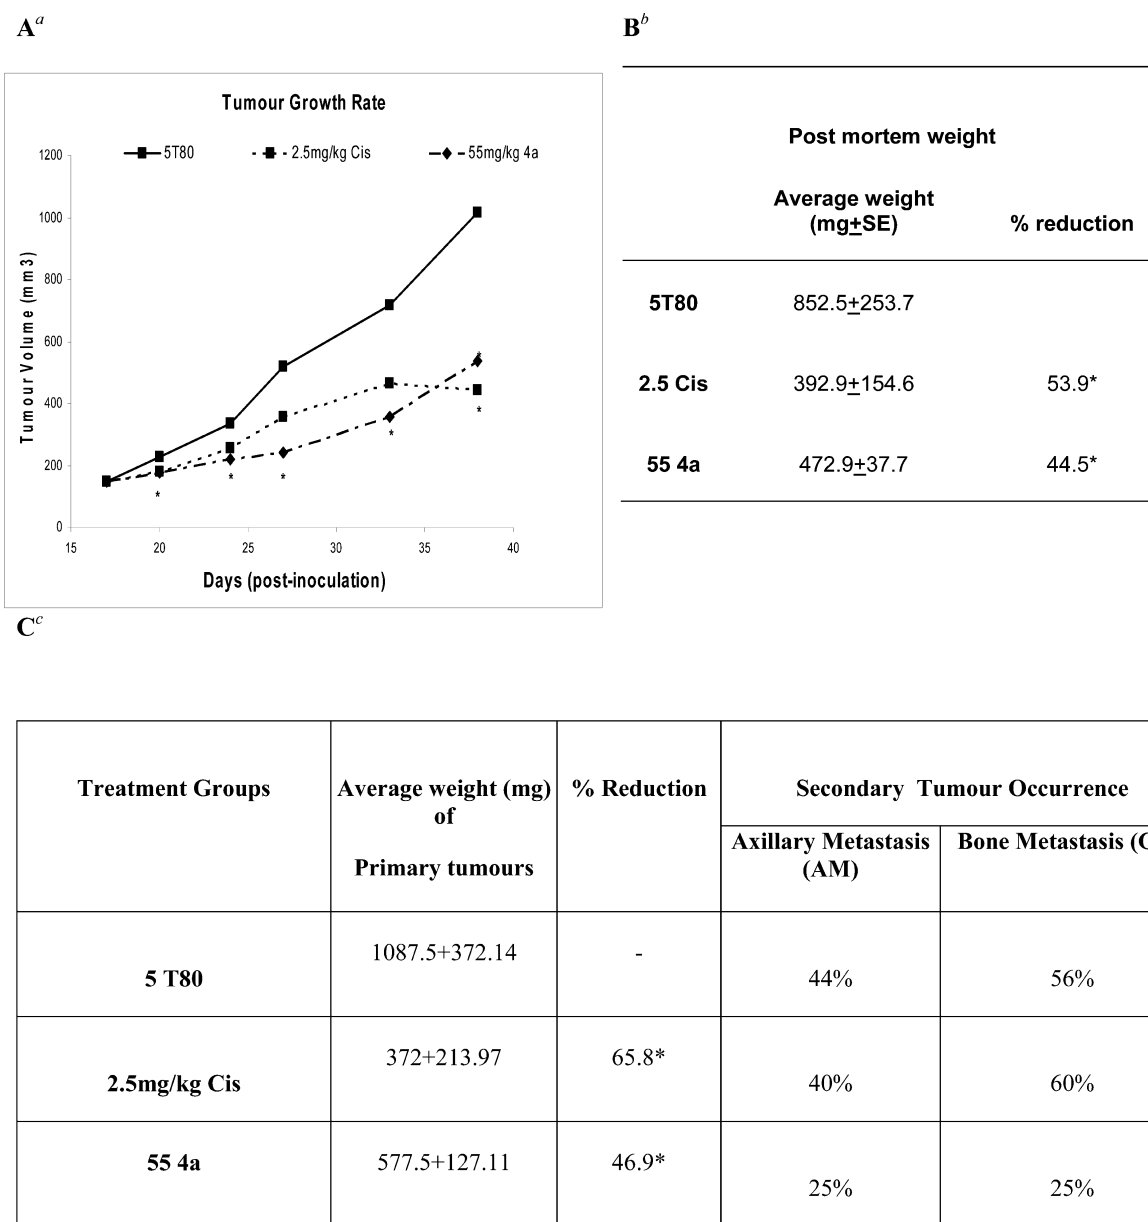 A^a
B^b
Tumour Growth Rate
5T80 2.5mg/kg Cis 55mg/kg 4a
1200
1000
800
600
400
200
0
Tumour Volume (mm3)
* * * * * *
15 20 25 30 35 40
Days (post-inoculation)
Post mortem weight
Average weight
(mg±SE) % reduction
5T80 852.5±253.7
2.5 Cis 392.9±154.6 53.9*
55 4a 472.9±37.7 44.5*
C^c
Treatment Groups Average weight (mg) % Reduction Secondary Tumour Occurrence
of
Primary tumours
Axillary Metastasis Bone Metastasis (
(AM)
1087.5+372.14 -
5 T80 44% 56%
372+213.97 65.8*
2.5mg/kg Cis 40% 60%
55 4a 577.5+127.11 46.9*
25% 25%